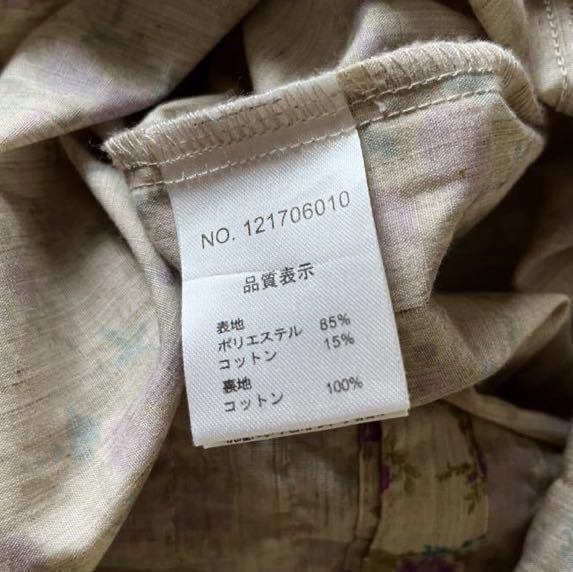 NO. 121706010
品質表示
表地
ポリエステル 85%
コットン 15%
裏地
コットン 100%